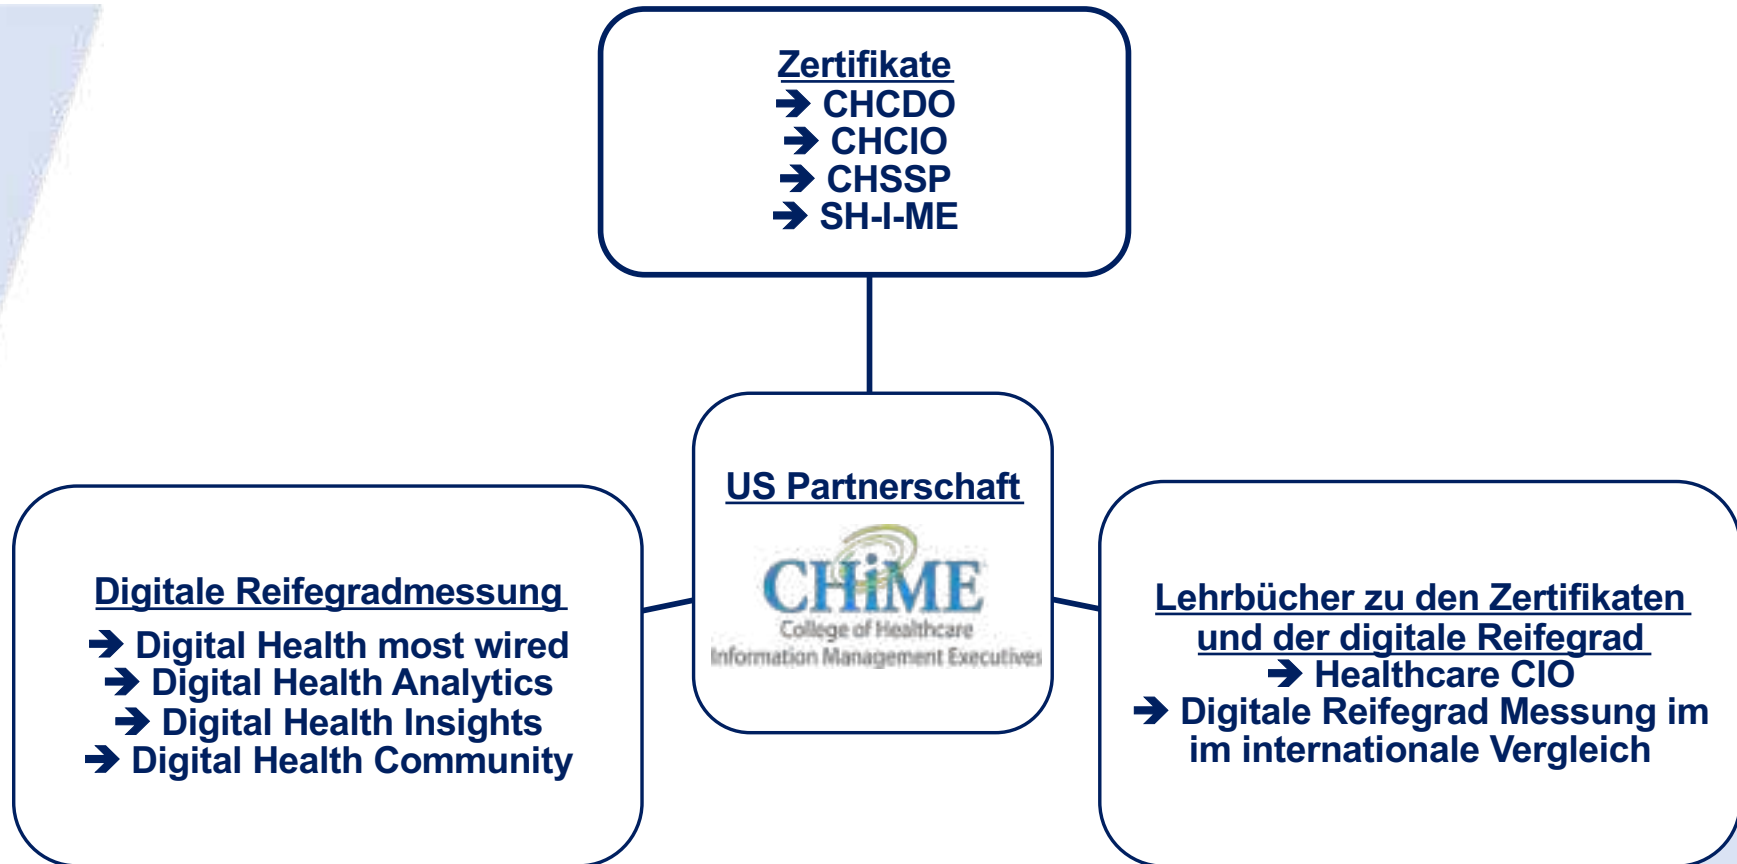 Zertifikate
➔ CHCDO
➔ CHCIO
➔ CHSSP
➔ SH-I-ME
US Partnerschaft
CHiME
College of Healthcare
Information Management Executives
Digitale Reifegradmessung
➔ Digital Health most wired
➔ Digital Health Analytics
➔ Digital Health Insights
➔ Digital Health Community
Lehrbücher zu den Zertifikaten
und der digitale Reifegrad
➔ Healthcare CIO
➔ Digitale Reifegrad Messung im
im internationale Vergleich